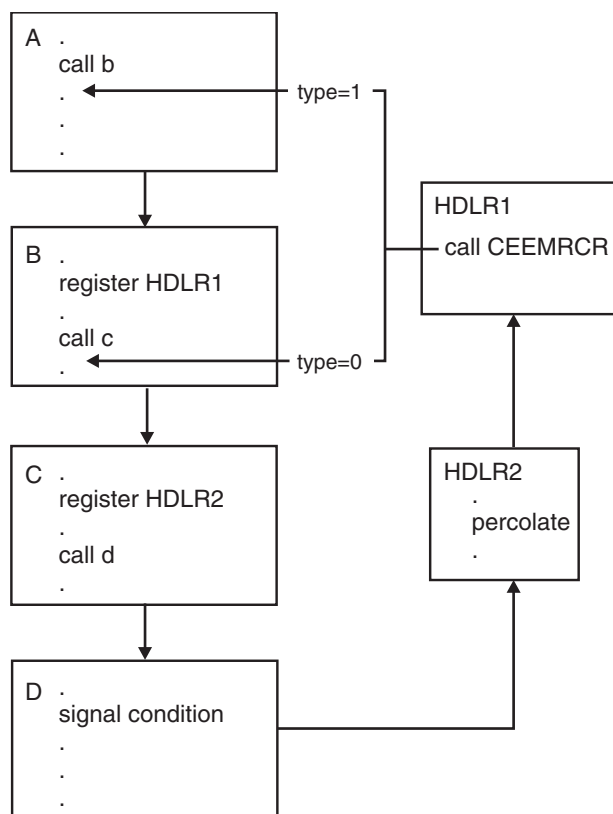 A .
call b
.
.
.
type=1
HDLR1
call CEEMRCR
B .
register HDLR1
.
call c
.
type=0
C .
register HDLR2
.
call d
.
HDLR2
.
percolate
.
D .
signal condition
.
.
.